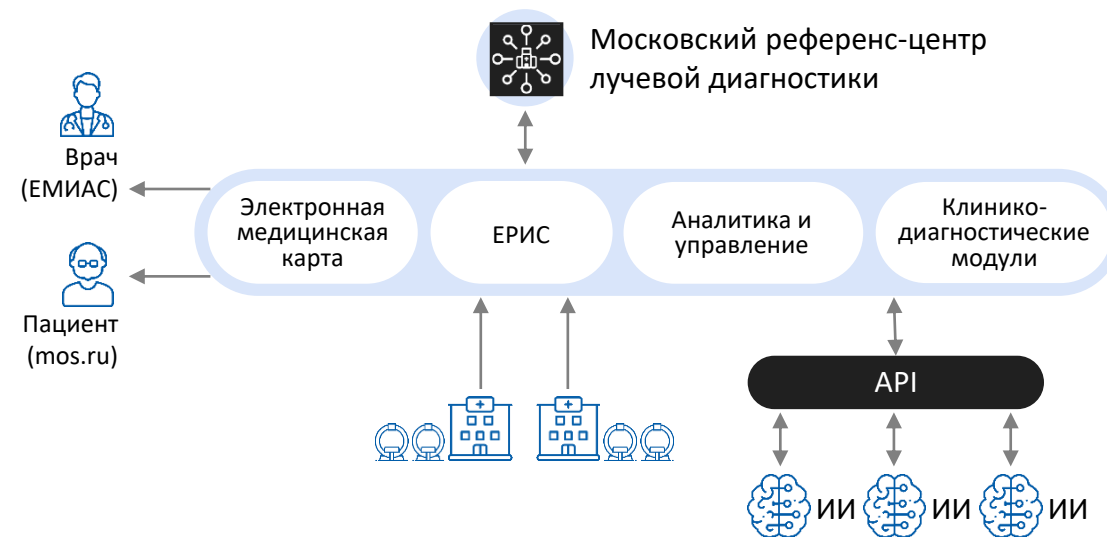 Московский референс-центр
лучевой диагностики
Врач
(ЕМИАС)
Электронная
медицинская
карта
ЕРИС
Аналитика и
управление
Клинико-
диагностические
модули
Пациент
(mos.ru)
API
ИИ
ИИ
ИИ